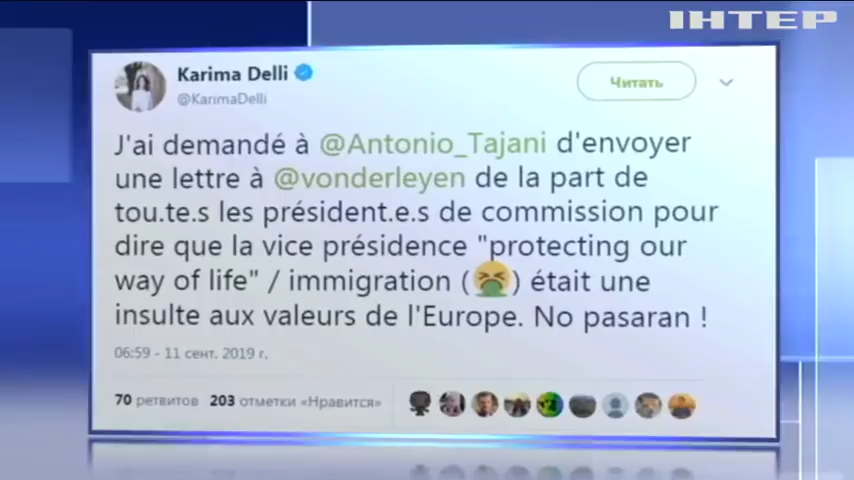 ІНТЕР
Karima Delli
@KarimaDelli
Читать
J'ai demandé à @Antonio_Tajani d'envoyer
une lettre à @vonderleyen de la part de
tou.te.s les président.e.s de commission pour
dire que la vice présidence "protecting our
way of life" / immigration (🤮) était une
insulte aux valeurs de l'Europe. No pasaran !
06:59 - 11 сент. 2019 г.
70 ретвитов 203 отметки «Нравится»